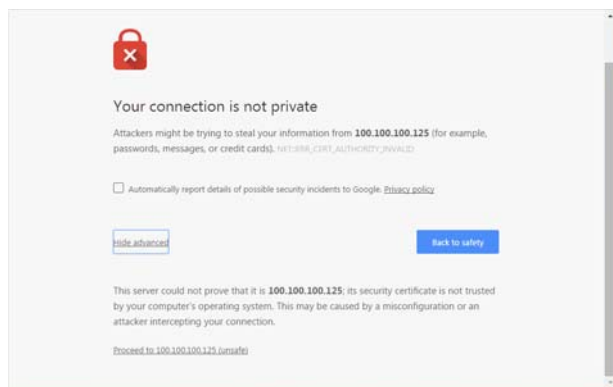 Your connection is not private
Attackers might be trying to steal your information from 100.100.100.125 (for example,
passwords, messages, or credit cards). NET::ERR_CERT_AUTHORITY_INVALID
Automatically report details of possible security incidents to Google. Privacy policy
Hide advanced
Back to safety
This server could not prove that it is 100.100.100.125; its security certificate is not trusted
by your computer's operating system. This may be caused by a misconfiguration or an
attacker intercepting your connection.
Proceed to 100.100.100.125 (unsafe)